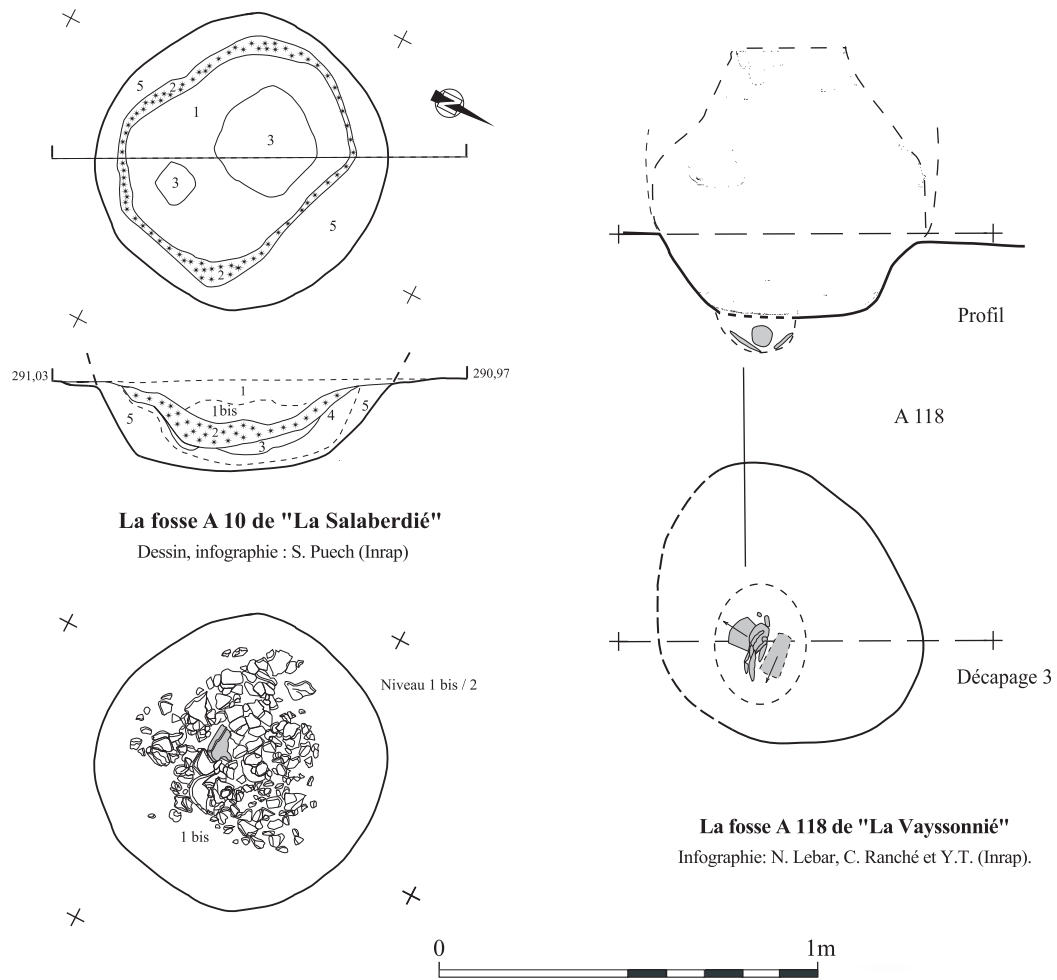 5
2
1
3
3
5
2
N
291,03
290,97
1
1bis
2
3
4
5
5
La fosse A 10 de "La Salaberdié"
Dessin, infographie : S. Puech (Inrap)
Niveau 1 bis / 2
1 bis
Profil
A 118
Décapage 3
La fosse A 118 de "La Vayssonnié"
Infographie: N. Lebar, C. Ranché et Y.T. (Inrap).
0
1m